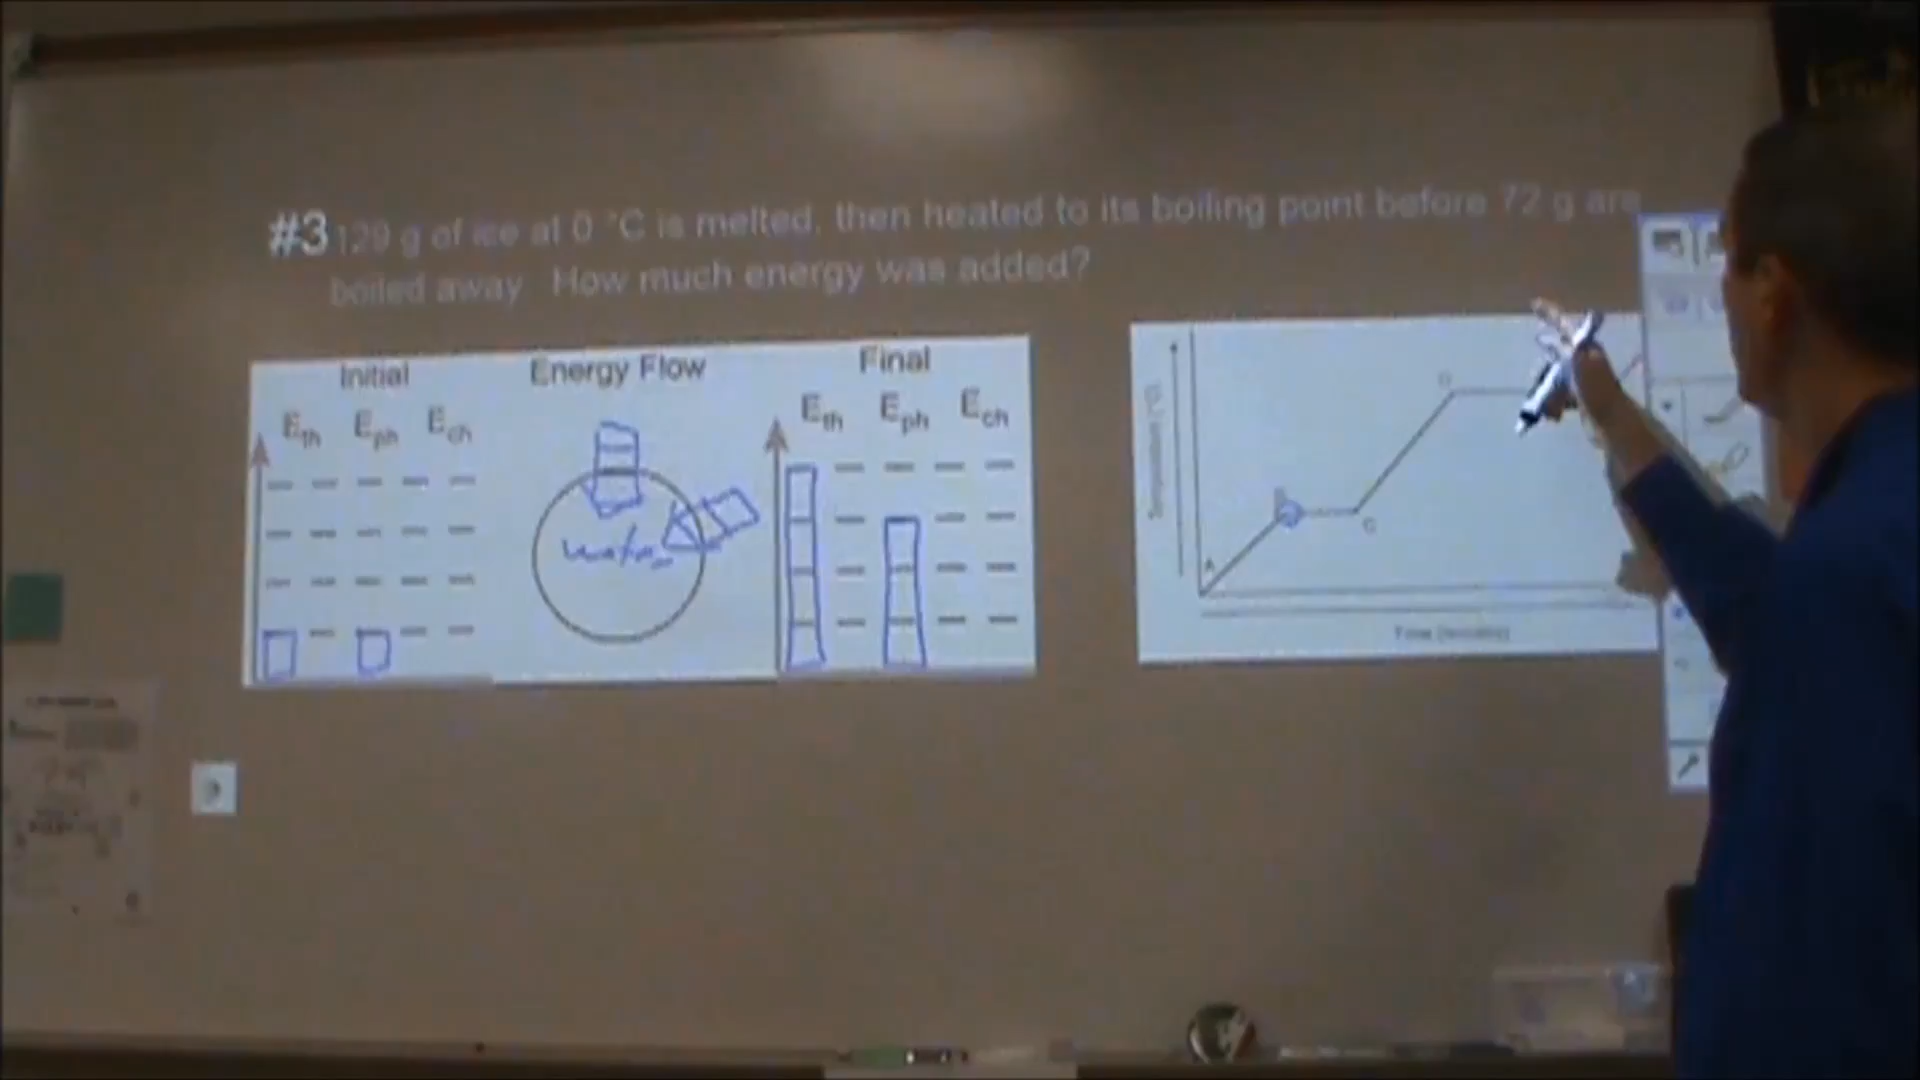 #3 129 g of ice at 0 °C is melted, then heated to its boiling point before 72 g are
boiled away. How much energy was added?
Initial
Energy Flow
Final
Eth Eph Ech
Eth Eph Ech
water
D
C
A
Time (minutes)